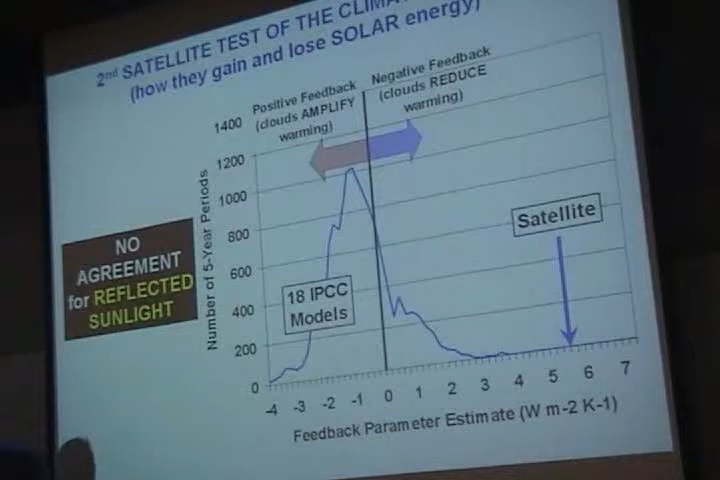 2nd SATELLITE TEST OF THE
(how they gain and lose SOLAR energy)
Positive Feedback
(clouds AMPLIFY
warming)
Negative Feedback
(clouds REDUCE
warming)
NO
AGREEMENT
for REFLECTED
SUNLIGHT
Number of 5-Year Periods
1400
1200
1000
800
600
400
200
0
18 IPCC
Models
Satellite
-4 -3 -2 -1 0 1 2 3 4 5 6 7
Feedback Parameter Estimate (W m-2 K-1)